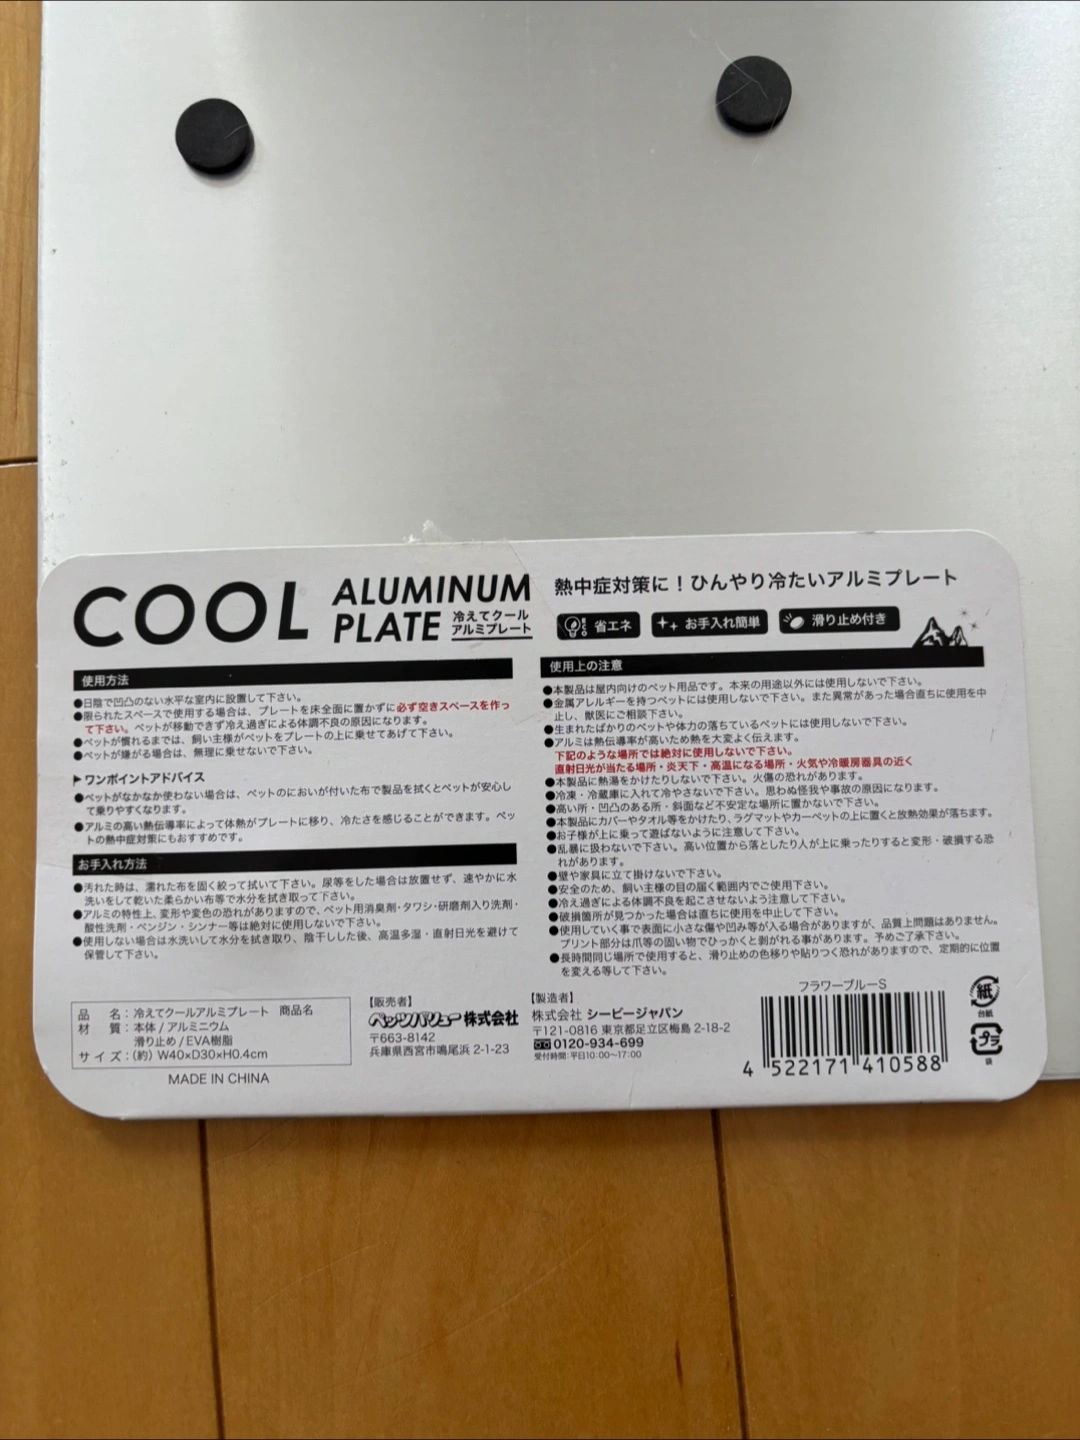 COOL ALUMINUM PLATE
冷えてクール
アルミプレート
熱中症対策に！ひんやり冷たいアルミプレート
ECO 省エネ お手入れ簡単 滑り止め付き
使用方法
●日陰で凹凸のない水平な室内に設置して下さい。
●限られたスペースで使用する場合は、プレートを床全面に置かずに必ず空きスペースを作っ
て下さい。ペットが移動できず冷え過ぎによる体調不良の原因になります。
●ペットが慣れるまでは、飼い主様がペットをプレートの上に乗せてあげて下さい。
●ペットが嫌がる場合は、無理に乗せないで下さい。
▶ワンポイントアドバイス
●ペットがなかなか使わない場合は、ペットのにおいが付いた布で製品を拭くとペットが安心し
て乗りやすくなります。
●アルミの高い熱伝導率によって体熱がプレートに移り、冷たさを感じることができます。ペッ
トの熱中症対策にもおすすめです。
お手入れ方法
●汚れた時は、濡れた布を固く絞って拭いて下さい。尿等をした場合は放置せず、速やかに水
洗いをして乾いた柔らかい布等で水分を拭き取って下さい。
●アルミの特性上、変形や変色の恐れがありますので、ペット用消臭剤・タワシ・研磨剤入り洗剤・
酸性洗剤・ベンジン・シンナー等は絶対に使用しないで下さい。
●使用しない場合は水洗いして水分を拭き取り、陰干しした後、高温多湿・直射日光を避けて
保管して下さい。
使用上の注意
●本製品は屋内向けのペット用品です。本来の用途以外には使用しないで下さい。
●金属アレルギーを持つペットには使用しないで下さい。また異常があった場合直ちに使用を中
止し、獣医にご相談下さい。
●生まれたばかりのペットや体力の落ちているペットには使用しないで下さい。
●アルミは熱伝導率が高いため熱を大変よく伝えます。
下記のような場所では絶対に使用しないで下さい。
直射日光が当たる場所・炎天下・高温になる場所・火気や冷暖房器具の近く
●本製品に熱湯をかけたりしないで下さい。火傷の恐れがあります。
●冷凍・冷蔵庫に入れて冷やさないで下さい。思わぬ怪我や事故の原因になります。
●高い所・凹凸のある所・斜面など不安定な場所に置かないで下さい。
●本製品にカバーやタオル等をかけたり、ラグマットやカーペットの上に置くと放熱効果が落ちます。
●お子様が上に乗って遊ばないように注意して下さい。
●乱暴に扱わないで下さい。高い位置から落としたり人が上に乗ったりすると変形・破損する恐
れがあります。
●壁や家具に立て掛けないで下さい。
●安全のため、飼い主様の目の届く範囲内でご使用下さい。
●冷え過ぎによる体調不良を起こさないよう注意して下さい。
●破損箇所が見つかった場合は直ちに使用を中止して下さい。
●使用していく事で表面に小さな傷や凹み等が入る場合がありますが、品質上問題はありません。
プリント部分は爪等の固い物でひっかくと剥がれる事があります。予めご了承下さい。
●長時間同じ場所で使用すると、滑り止めの色移りや貼りつく恐れがありますので、定期的に位置
を変える等して下さい。
品 名：冷えてクールアルミプレート 商品名
材 質：本体/アルミニウム
滑り止め/EVA樹脂
サイズ：(約) W40×D30×H0.4cm
MADE IN CHINA
【販売者】
ペッツバリュー株式会社
〒663-8142
兵庫県西宮市鳴尾浜 2-1-23
【製造者】
株式会社 シービージャパン
〒121-0816 東京都足立区梅島 2-18-2
0120-934-699
受付時間：平日10:00〜17:00
フラワーブルーS
4 522171 410588
紙
台紙
プラ
袋